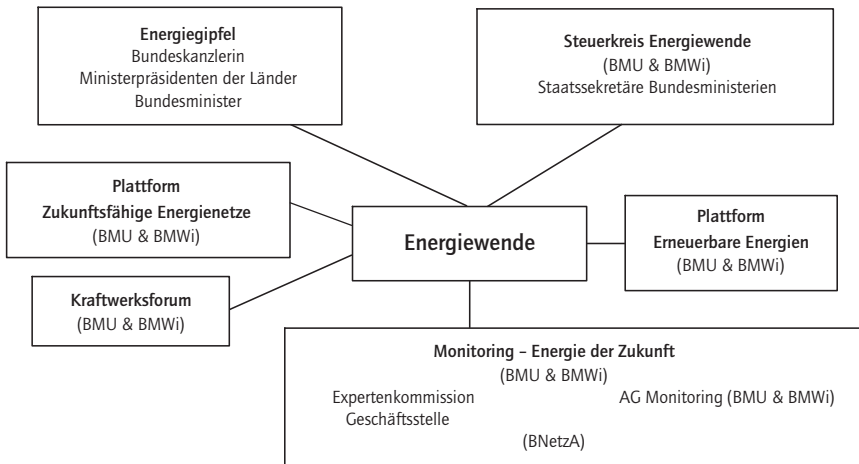 Energiegipfel
Bundeskanzlerin
Ministerpräsidenten der Länder
Bundesminister
Steuerkreis Energiewende
(BMU & BMWi)
Staatssekretäre Bundesministerien
Plattform
Zukunftsfähige Energienetze
(BMU & BMWi)
Energiewende
Plattform
Erneuerbare Energien
(BMU & BMWi)
Kraftwerksforum
(BMU & BMWi)
Monitoring – Energie der Zukunft
(BMU & BMWi)
Expertenkommission AG Monitoring (BMU & BMWi)
Geschäftsstelle
(BNetzA)